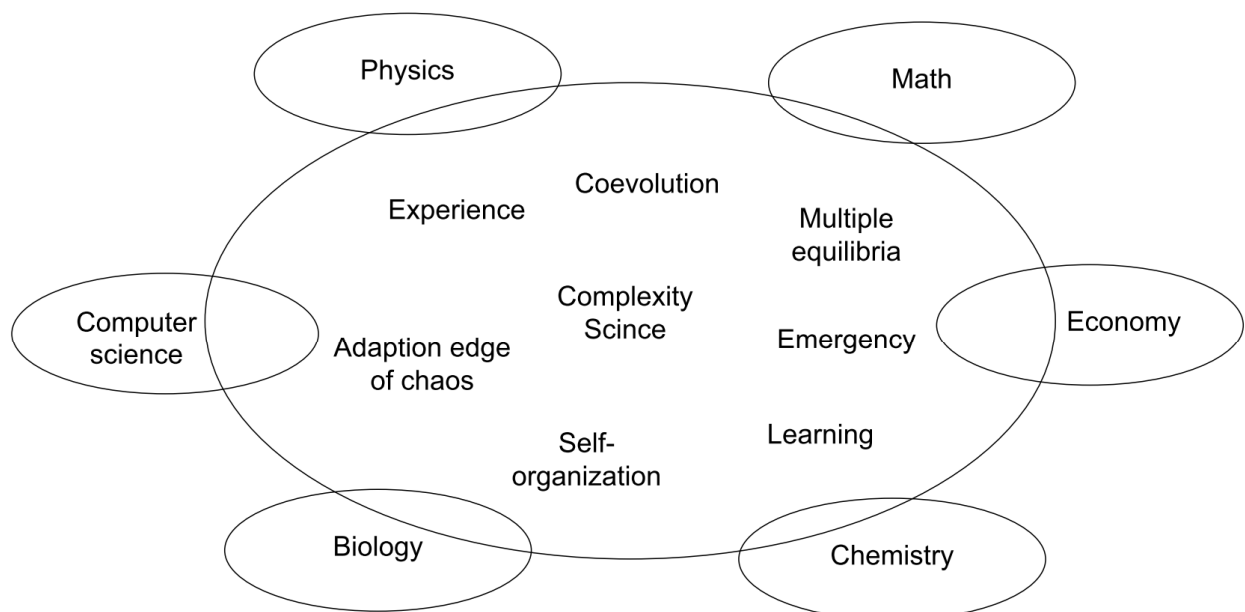 Physics
Math
Coevolution
Experience
Multiple
equilibria
Complexity
Scince
Computer
science
Economy
Emergency
Adaption edge
of chaos
Learning
Self-
organization
Biology
Chemistry